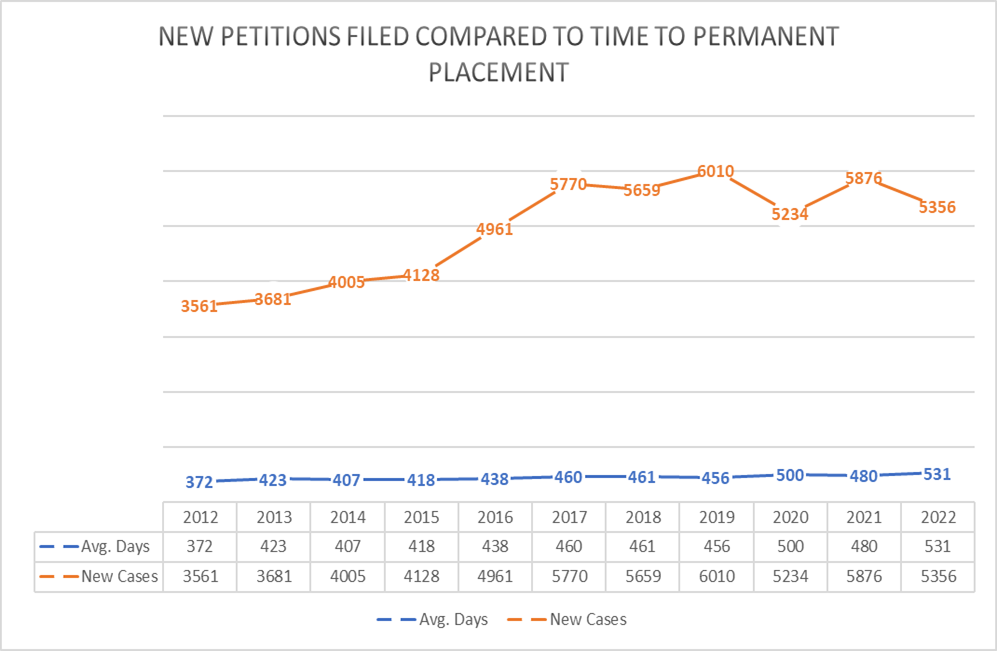 NEW PETITIONS FILED COMPARED TO TIME TO PERMANENT
PLACEMENT
3561 3681 4005 4128 4961 5770 5659 6010 5234 5876 5356
372 423 407 418 438 460 461 456 500 480 531
2012 2013 2014 2015 2016 2017 2018 2019 2020 2021 2022
Avg. Days 372 423 407 418 438 460 461 456 500 480 531
New Cases 3561 3681 4005 4128 4961 5770 5659 6010 5234 5876 5356
Avg. Days New Cases